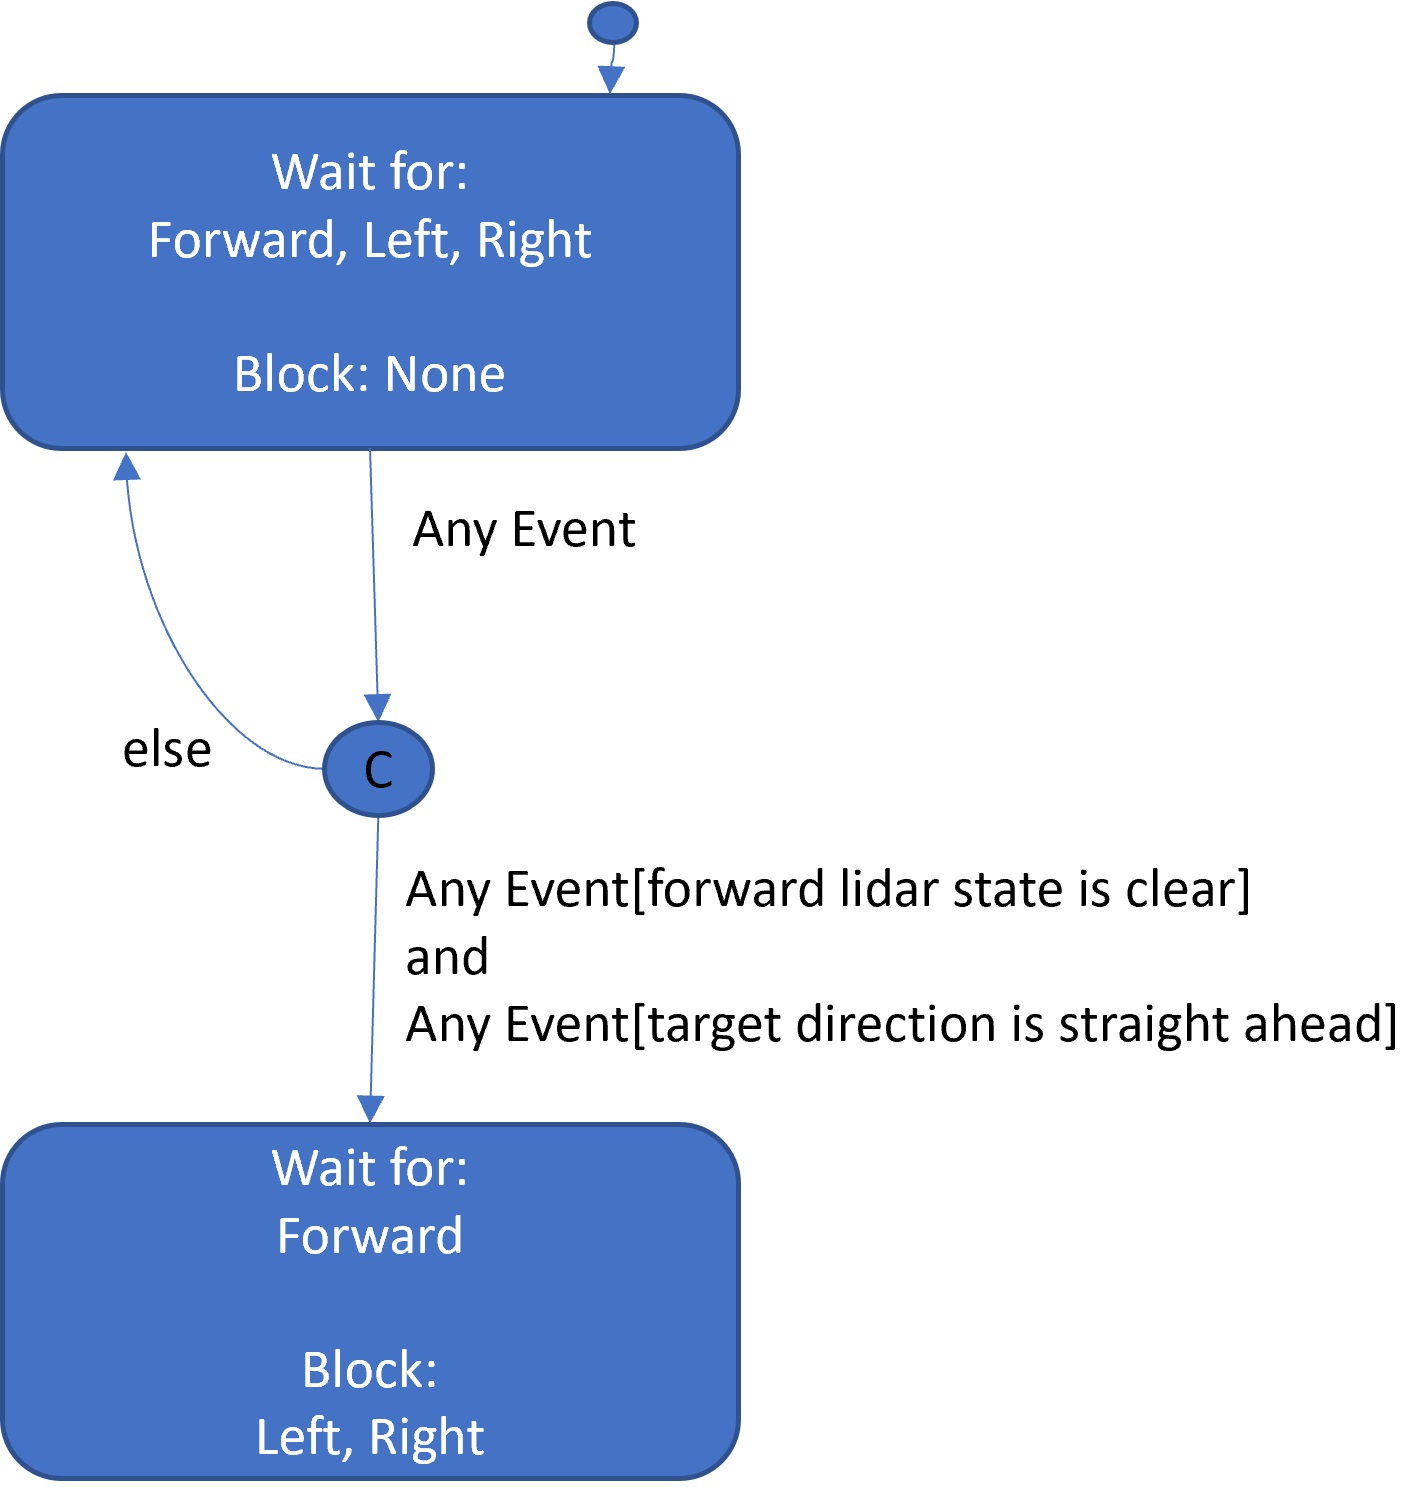 Wait for:
Forward, Left, Right
Block: None
Any Event
else
C
Any Event[forward lidar state is clear]
and
Any Event[target direction is straight ahead]
Wait for:
Forward
Block:
Left, Right